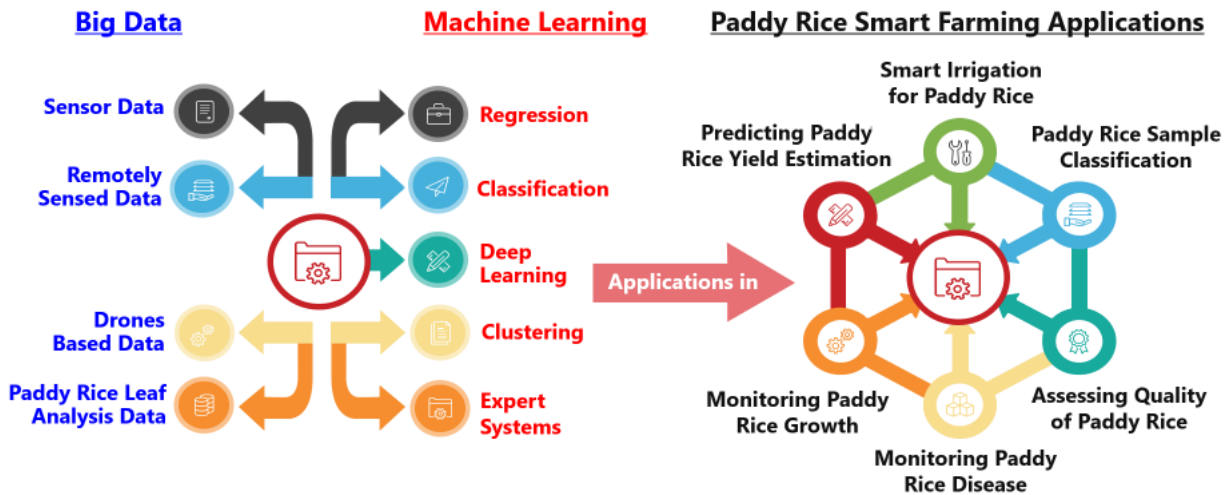 Big Data
Machine Learning
Paddy Rice Smart Farming Applications
Sensor Data
Remotely
Sensed Data
Drones
Based Data
Paddy Rice Leaf
Analysis Data
Regression
Classification
Deep
Learning
Clustering
Expert
Systems
Applications in
Smart Irrigation
for Paddy Rice
Predicting Paddy
Rice Yield Estimation
Paddy Rice Sample
Classification
Monitoring Paddy
Rice Growth
Assessing Quality
of Paddy Rice
Monitoring Paddy
Rice Disease